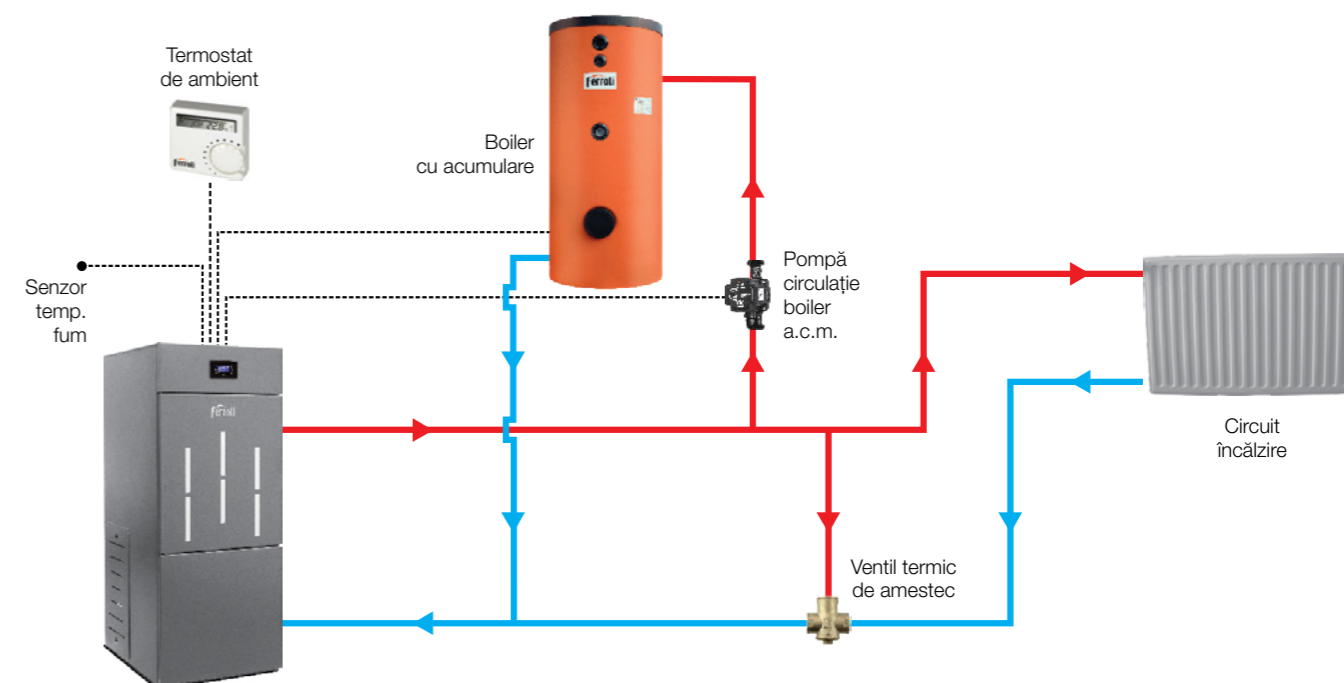 Termostat
de ambient
ferroli
Boiler
cu acumulare
ferroli
Senzor
temp.
fum
Pompă
circulație
boiler
a.c.m.
ferroli
Circuit
încălzire
Ventil termic
de amestec